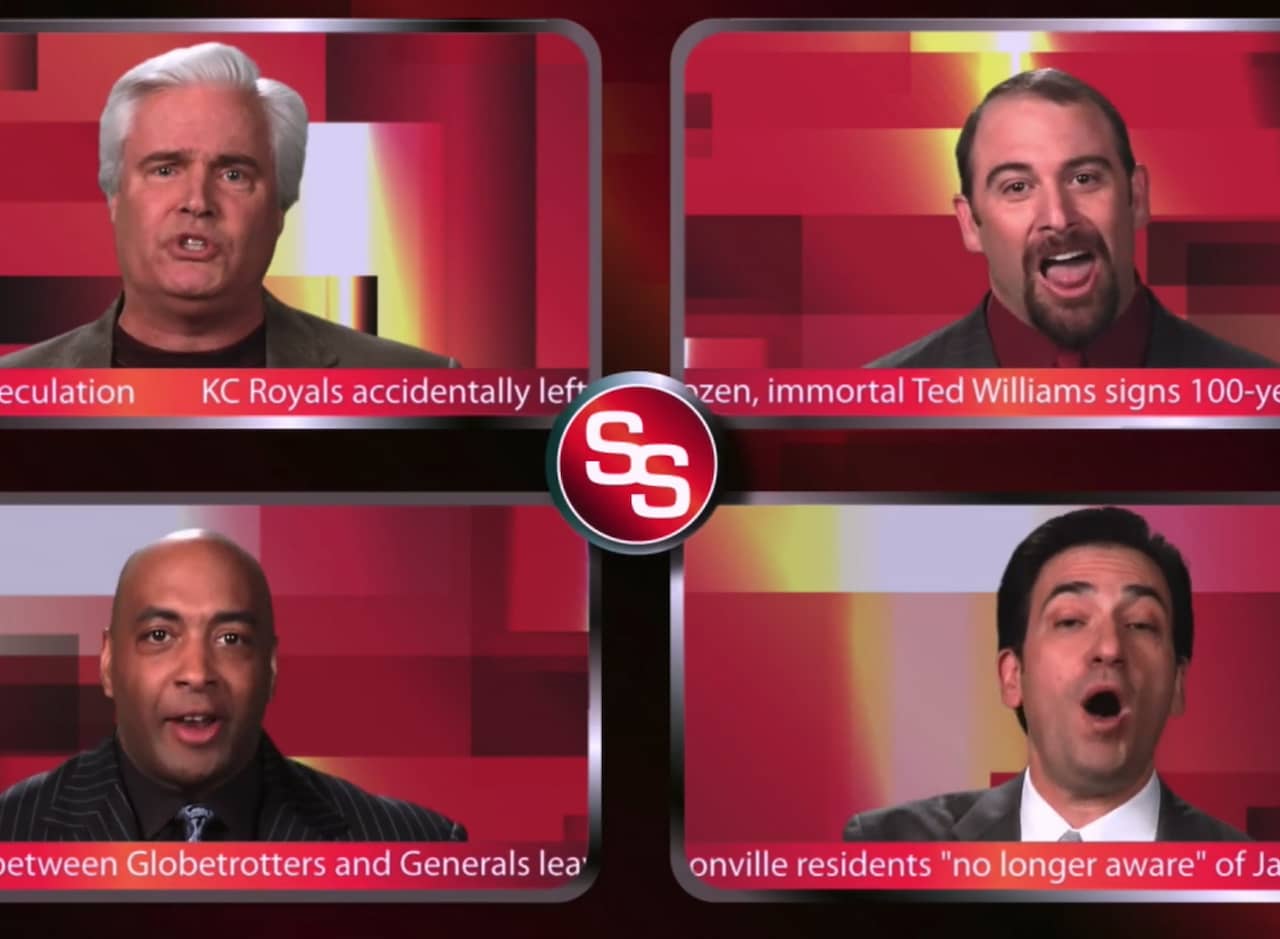 eculation KC Royals accidentally left
ozen, immortal Ted Williams signs 100-ye
SS
between Globetrotters and Generals lea
onville residents "no longer aware" of Ja